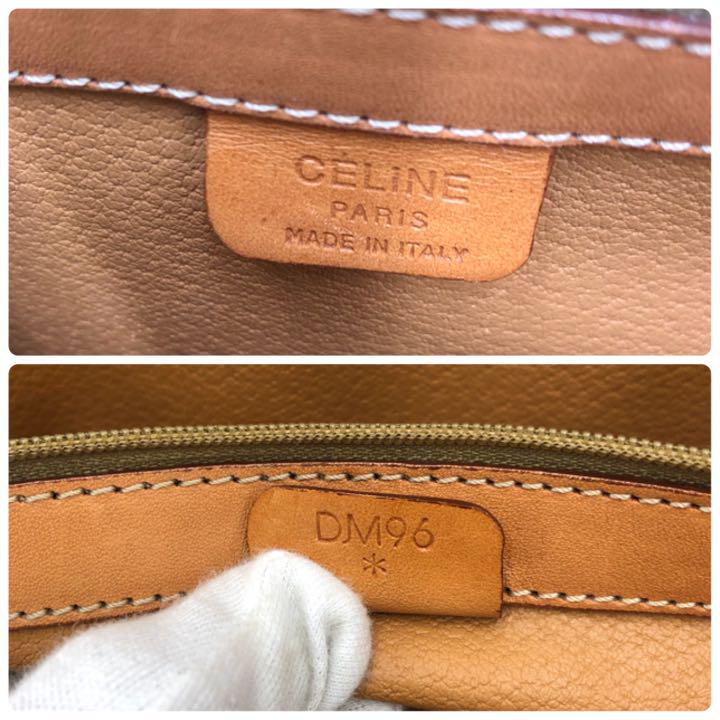 CELiNE
PARIS
MADE IN ITALY
DM96
*